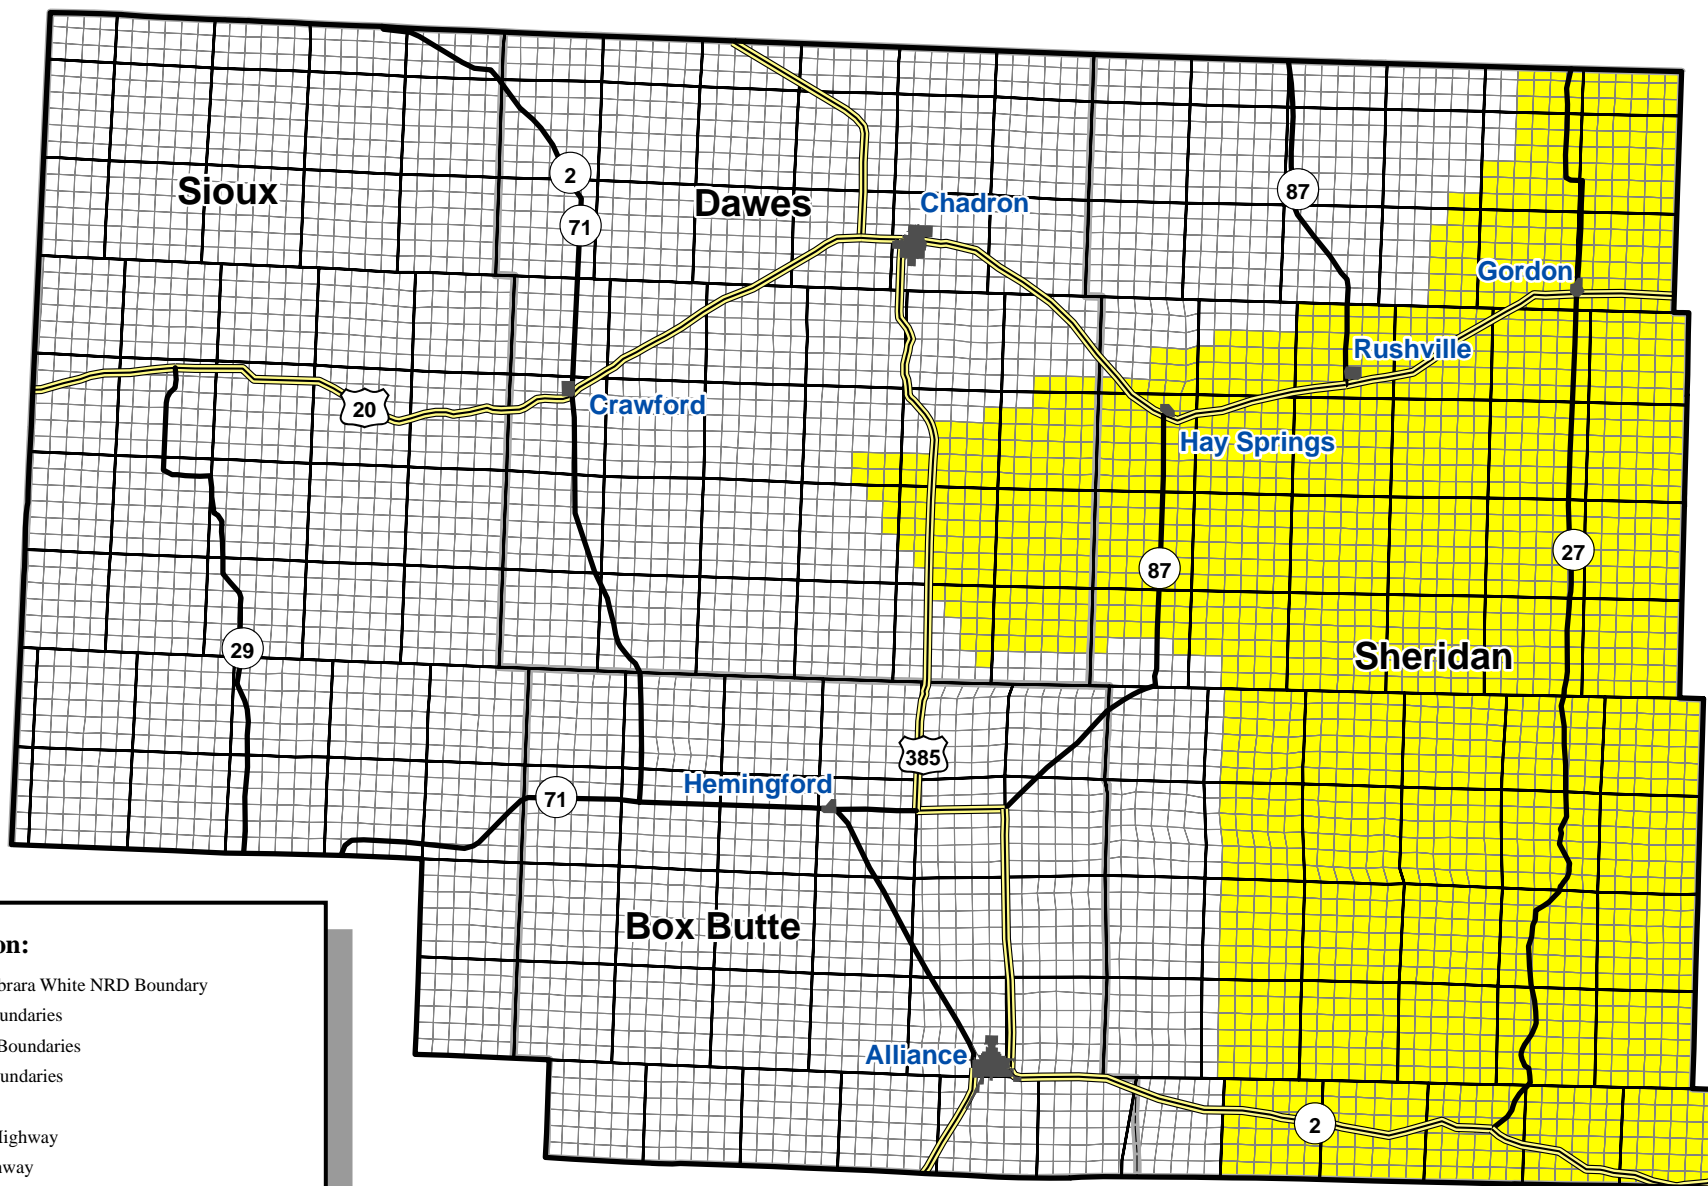 2
87
Sioux
Dawes
Chadron
71
Gordon
Rushville
20
Crawford
Hay Springs
87
27
29
Sheridan
385
Hemingford
71
Box Butte
Alliance
2
on:
brara White NRD Boundary
undaries
Boundaries
undaries
Highway
hway